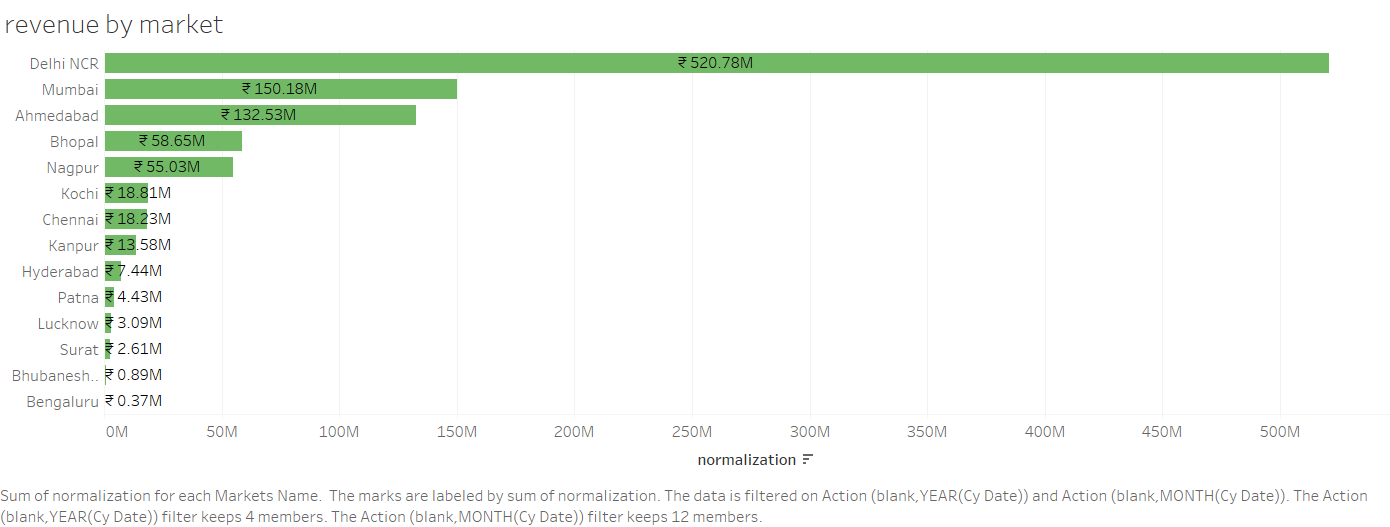 revenue by market
Delhi NCR ₹ 520.78M
Mumbai ₹ 150.18M
Ahmedabad ₹ 132.53M
Bhopal ₹ 58.65M
Nagpur ₹ 55.03M
Kochi ₹ 18.81M
Chennai ₹ 18.23M
Kanpur ₹ 13.58M
Hyderabad ₹ 7.44M
Patna ₹ 4.43M
Lucknow ₹ 3.09M
Surat ₹ 2.61M
Bhubanesh.. ₹ 0.89M
Bengaluru ₹ 0.37M
0M 50M 100M 150M 200M 250M 300M 350M 400M 450M 500M
normalization
Sum of normalization for each Markets Name. The marks are labeled by sum of normalization. The data is filtered on Action (blank,YEAR(Cy Date)) and Action (blank,MONTH(Cy Date)). The Action
(blank,YEAR(Cy Date)) filter keeps 4 members. The Action (blank,MONTH(Cy Date)) filter keeps 12 members.